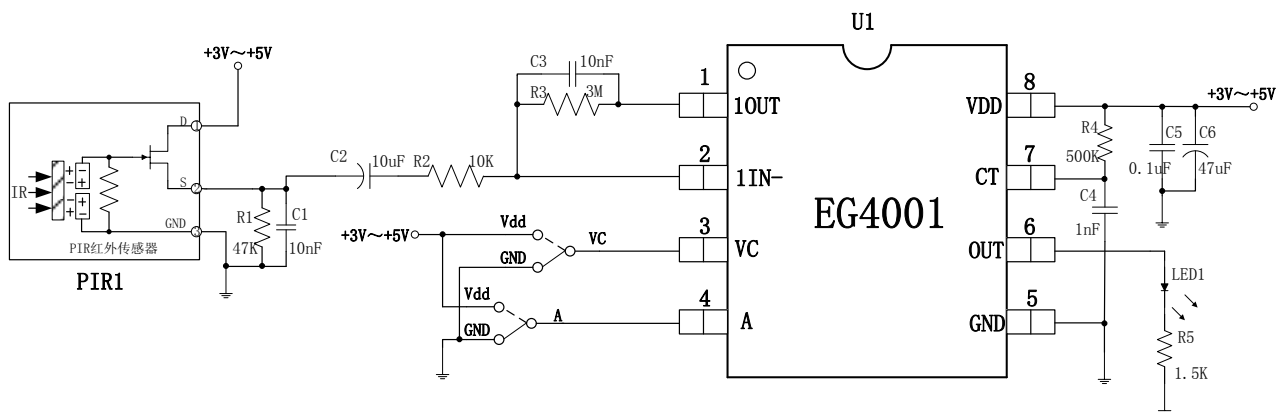 U1
+3V～+5V
C3
10nF
R3
3M
1
1OUT
8
VDD
+3V～+5V
D
S
GND
IR
R1
47K
C1
10nF
PIR红外传感器
PIR1
C2
10uF
R2
10K
2
1IN-
EG4001
R4
500K
C5
0.1uF
C6
47uF
7
CT
C4
1nF
+3V～+5V
Vdd
GND
VC
3
VC
6
OUT
LED1
Vdd
GND
A
4
A
5
GND
R5
1.5K
+
-
+
-
+
-
+
-